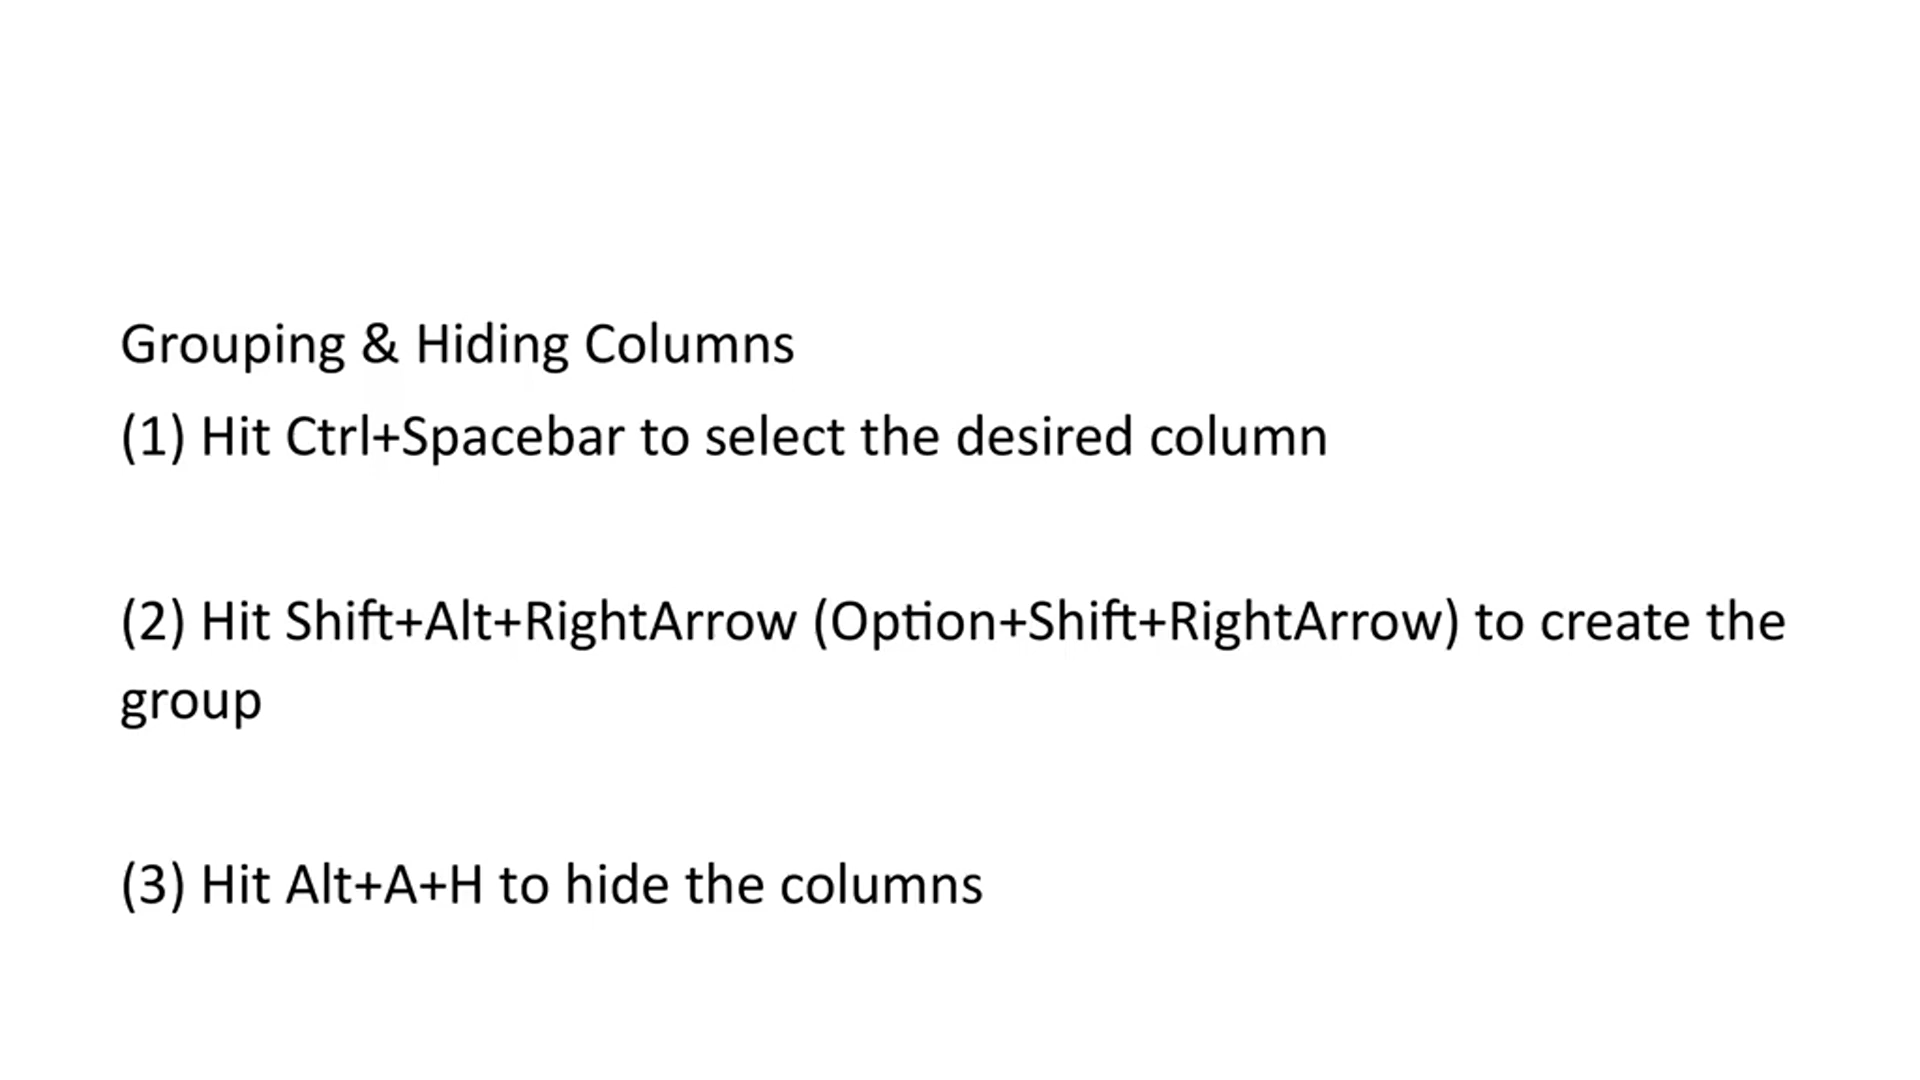 Grouping & Hiding Columns
(1) Hit Ctrl+Spacebar to select the desired column
(2) Hit Shift+Alt+RightArrow (Option+Shift+RightArrow) to create the
group
(3) Hit Alt+A+H to hide the columns